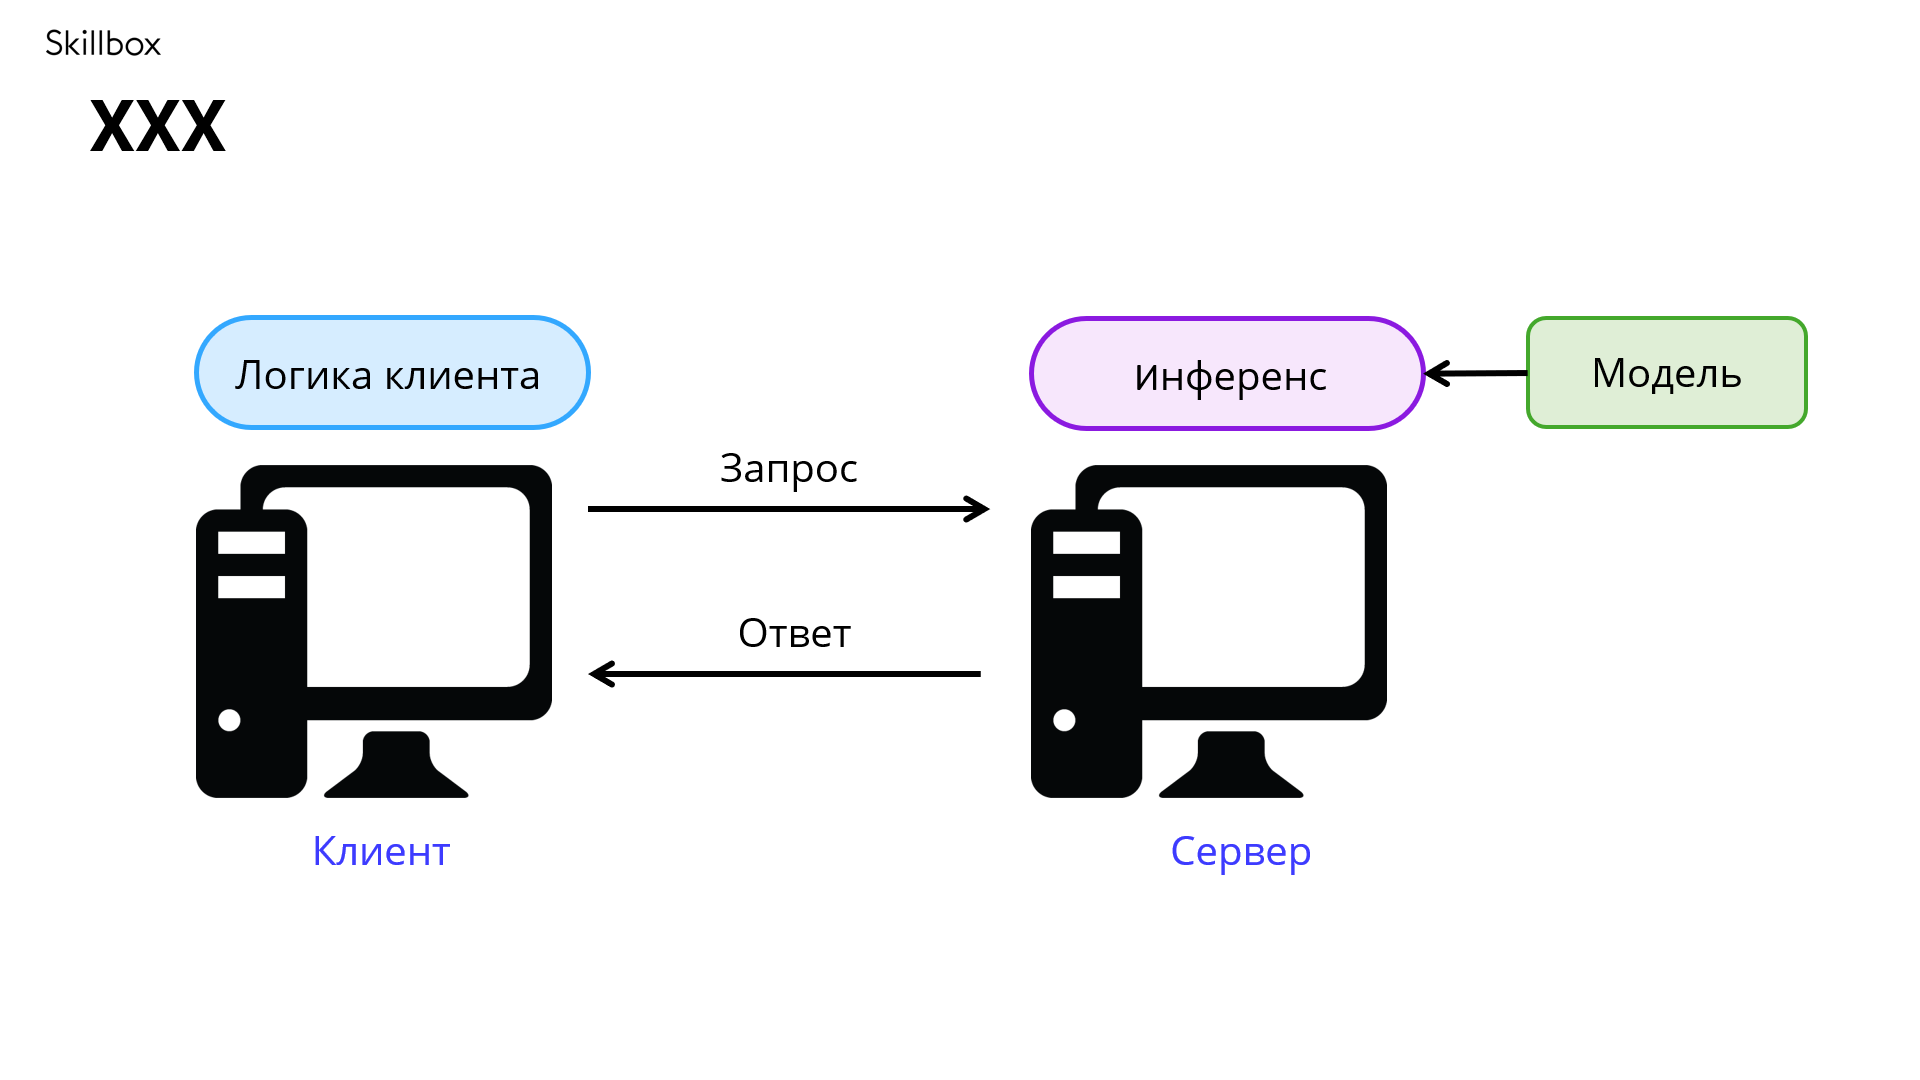 Skillbox
XXX
Логика клиента
Инференс
Модель
Запрос
Ответ
Клиент
Сервер